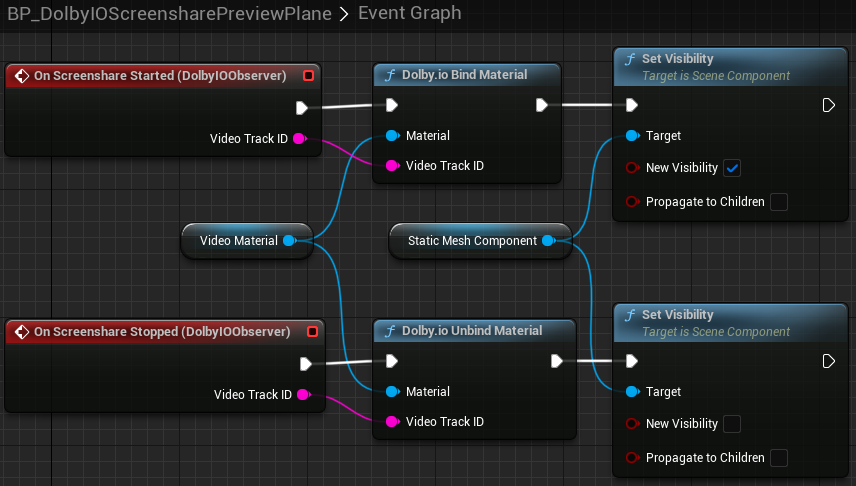 BP_DolbyIOScreensharePreviewPlane > Event Graph
On Screenshare Started (DolbyIOObserver)
Video Track ID
Dolby.io Bind Material
Material
Video Track ID
Set Visibility
Target is Scene Component
Target
New Visibility
Propagate to Children
Video Material
Static Mesh Component
On Screenshare Stopped (DolbyIOObserver)
Video Track ID
Dolby.io Unbind Material
Material
Video Track ID
Set Visibility
Target is Scene Component
Target
New Visibility
Propagate to Children